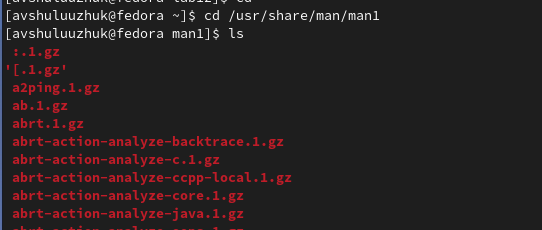 [avshuluuzhuk@fedora ~]$ cd /usr/share/man/man1
[avshuluuzhuk@fedora man1]$ ls
:.1.gz
'[.1.gz'
a2ping.1.gz
ab.1.gz
abrt.1.gz
abrt-action-analyze-backtrace.1.gz
abrt-action-analyze-c.1.gz
abrt-action-analyze-ccpp-local.1.gz
abrt-action-analyze-core.1.gz
abrt-action-analyze-java.1.gz